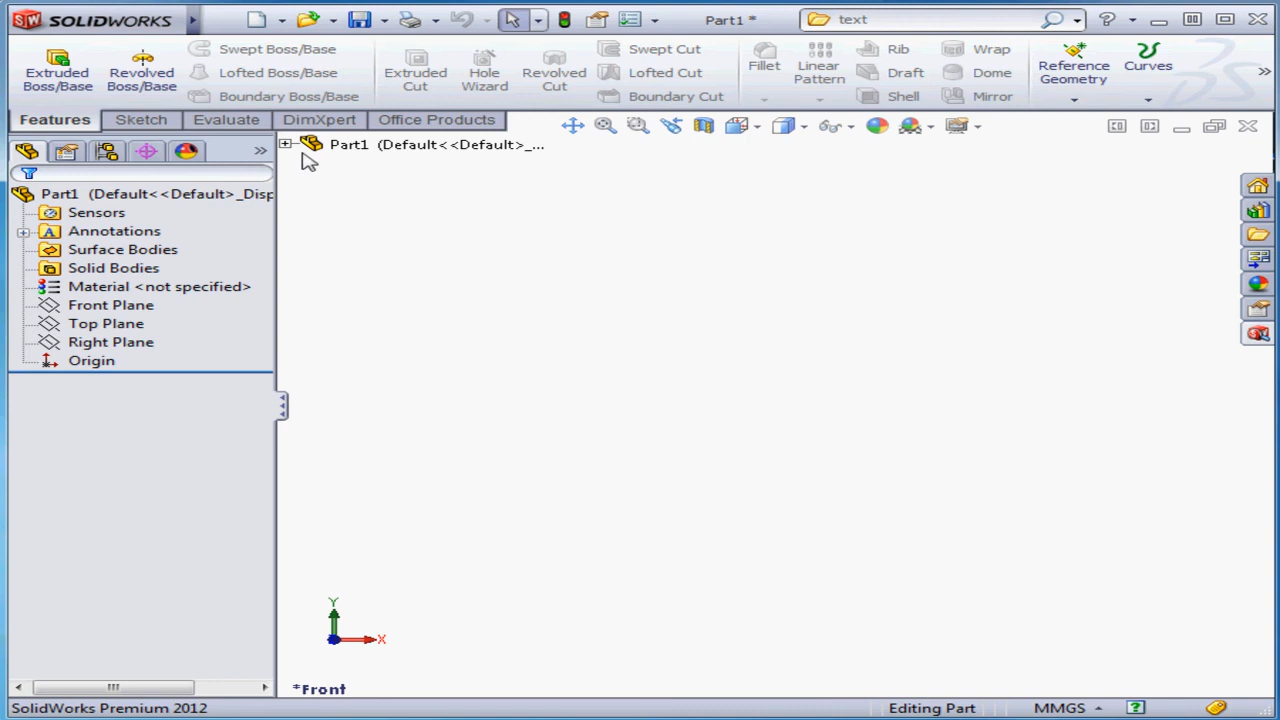 SW SOLIDWORKS
Part1 *
text
Extruded Boss/Base
Revolved Boss/Base
Swept Boss/Base
Lofted Boss/Base
Boundary Boss/Base
Extruded Cut
Hole Wizard
Revolved Cut
Swept Cut
Lofted Cut
Boundary Cut
Fillet
Linear Pattern
Rib
Draft
Shell
Wrap
Dome
Mirror
Reference Geometry
Curves
Features
Sketch
Evaluate
DimXpert
Office Products
Part1 (Default<<Default>_...
Part1 (Default<<Default>_Disp
Sensors
Annotations
Surface Bodies
Solid Bodies
Material <not specified>
Front Plane
Top Plane
Right Plane
Origin
Y
X
*Front
SolidWorks Premium 2012
Editing Part
MMGS